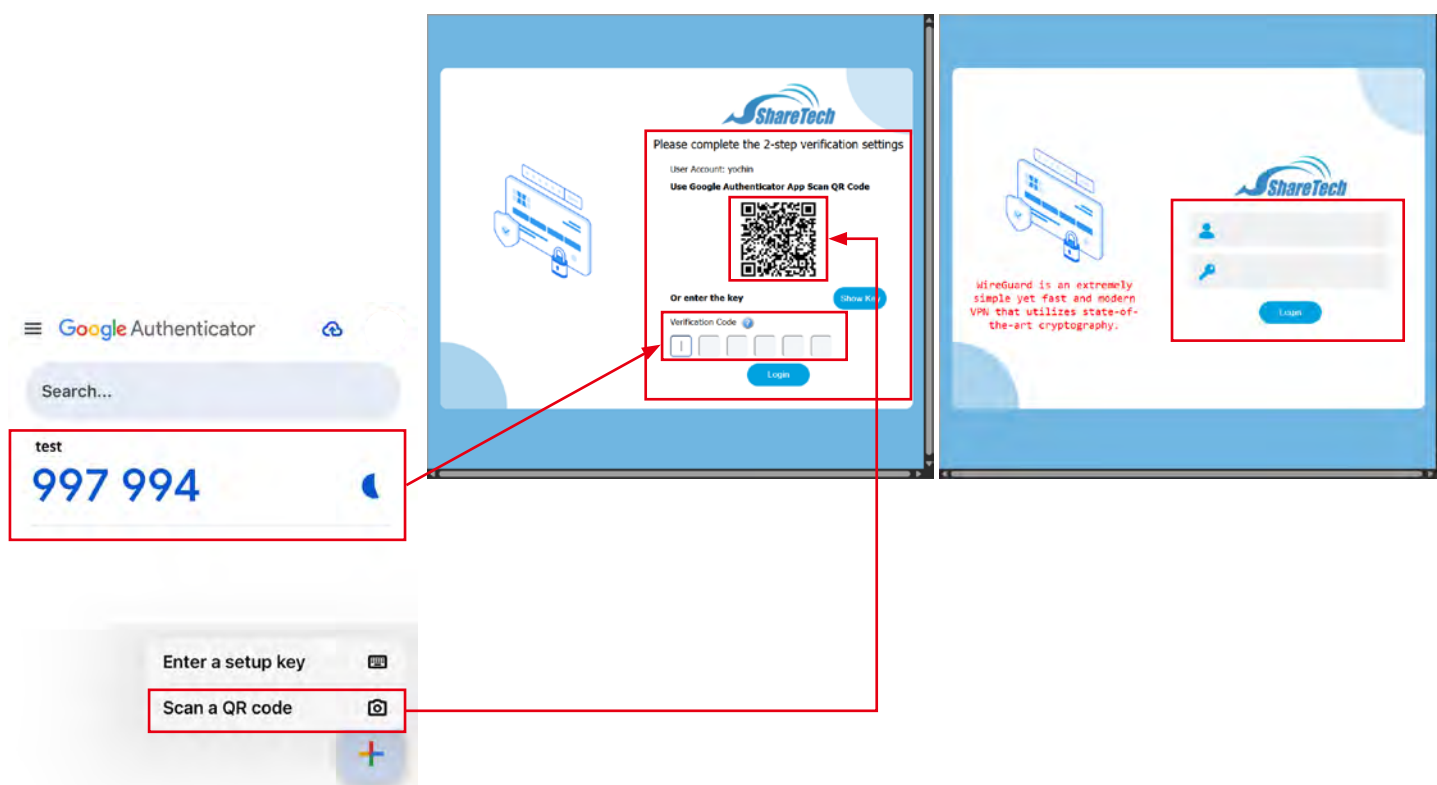 Google Authenticator
Search...
test
997 994
Enter a setup key
Scan a QR code
ShareTech
Please complete the 2-step verification settings
User Account: yochin
Use Google Authenticator App Scan QR Code
Or enter the key
Show Key
Verification Code
Login
ShareTech
WireGuard is an extremely
simple yet fast and modern
VPN that utilizes state-of-
the-art cryptography.
Login